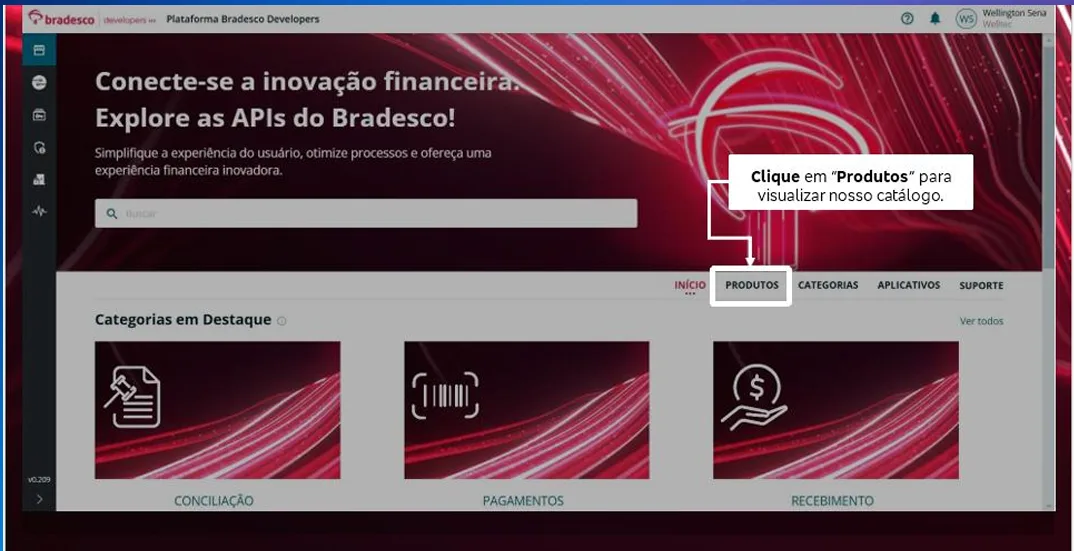 bradesco developers Plataforma Bradesco Developers
WS Wellington Sena
Welltec
Conecte-se a inovação financeira.
Explore as APIs do Bradesco!
Simplifique a experiência do usuário, otimize processos e ofereça uma
experiência financeira inovadora.
Buscar
Clique em “Produtos” para
visualizar nosso catálogo.
INÍCIO PRODUTOS CATEGORIAS APLICATIVOS SUPORTE
Categorias em Destaque
Ver todos
CONCILIAÇÃO PAGAMENTOS RECEBIMENTO
v0.209